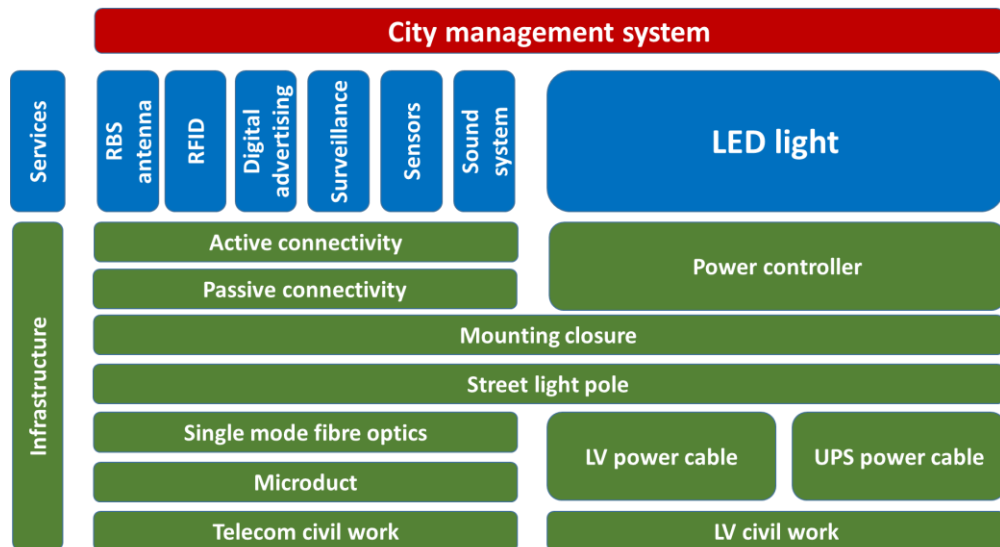 City management system
Services
RBS
antenna
RFID
Digital
advertising
Surveillance
Sensors
Sound
system
LED light
Infrastructure
Active connectivity
Passive connectivity
Power controller
Mounting closure
Street light pole
Single mode fibre optics
Microduct
LV power cable
UPS power cable
Telecom civil work
LV civil work